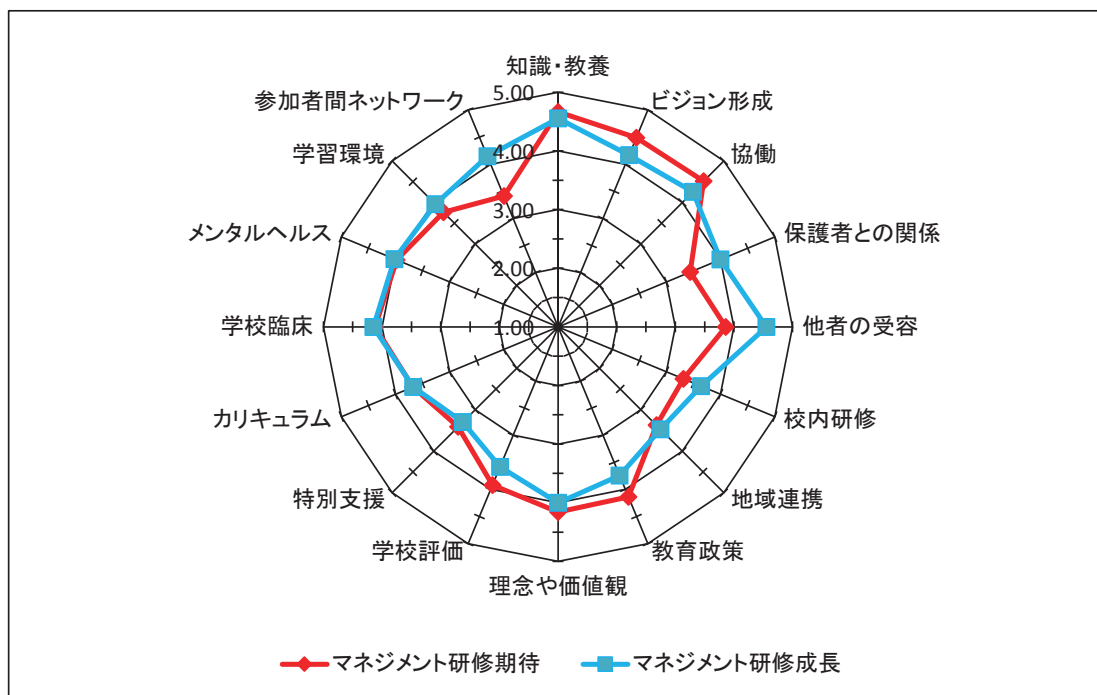 知識・教養
参加者間ネットワーク
5.00
ビジョン形成
学習環境
4.00
協働
メンタルヘルス
3.00
保護者との関係
2.00
学校臨床
1.00
他者の受容
カリキュラム
校内研修
特別支援
地域連携
学校評価
教育政策
理念や価値観
マネジメント研修期待
マネジメント研修成長